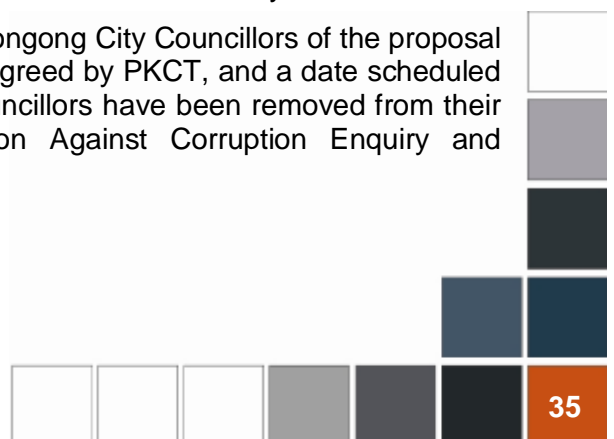 ongong City Councillors of the proposal
greed by PKCT, and a date scheduled
ncillors have been removed from their
on Against Corruption Enquiry and
35